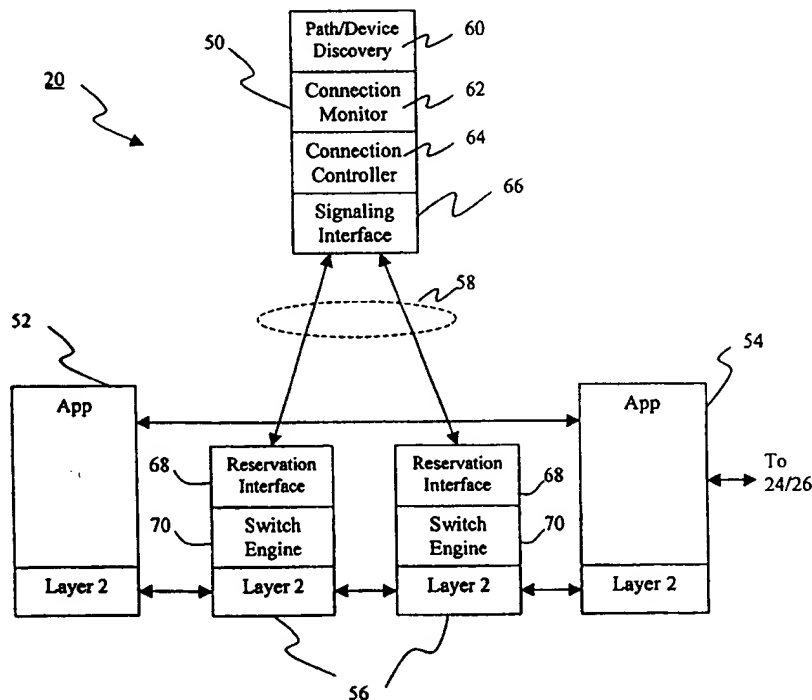 Path/Device
Discovery
60
50
20
Connection
Monitor
62
Connection
Controller
64
Signaling
Interface
66
58
52
54
App
App
68
Reservation
Interface
Reservation
Interface
68
To
24/26
70
Switch
Engine
Switch
Engine
70
Layer 2
Layer 2
Layer 2
Layer 2
56